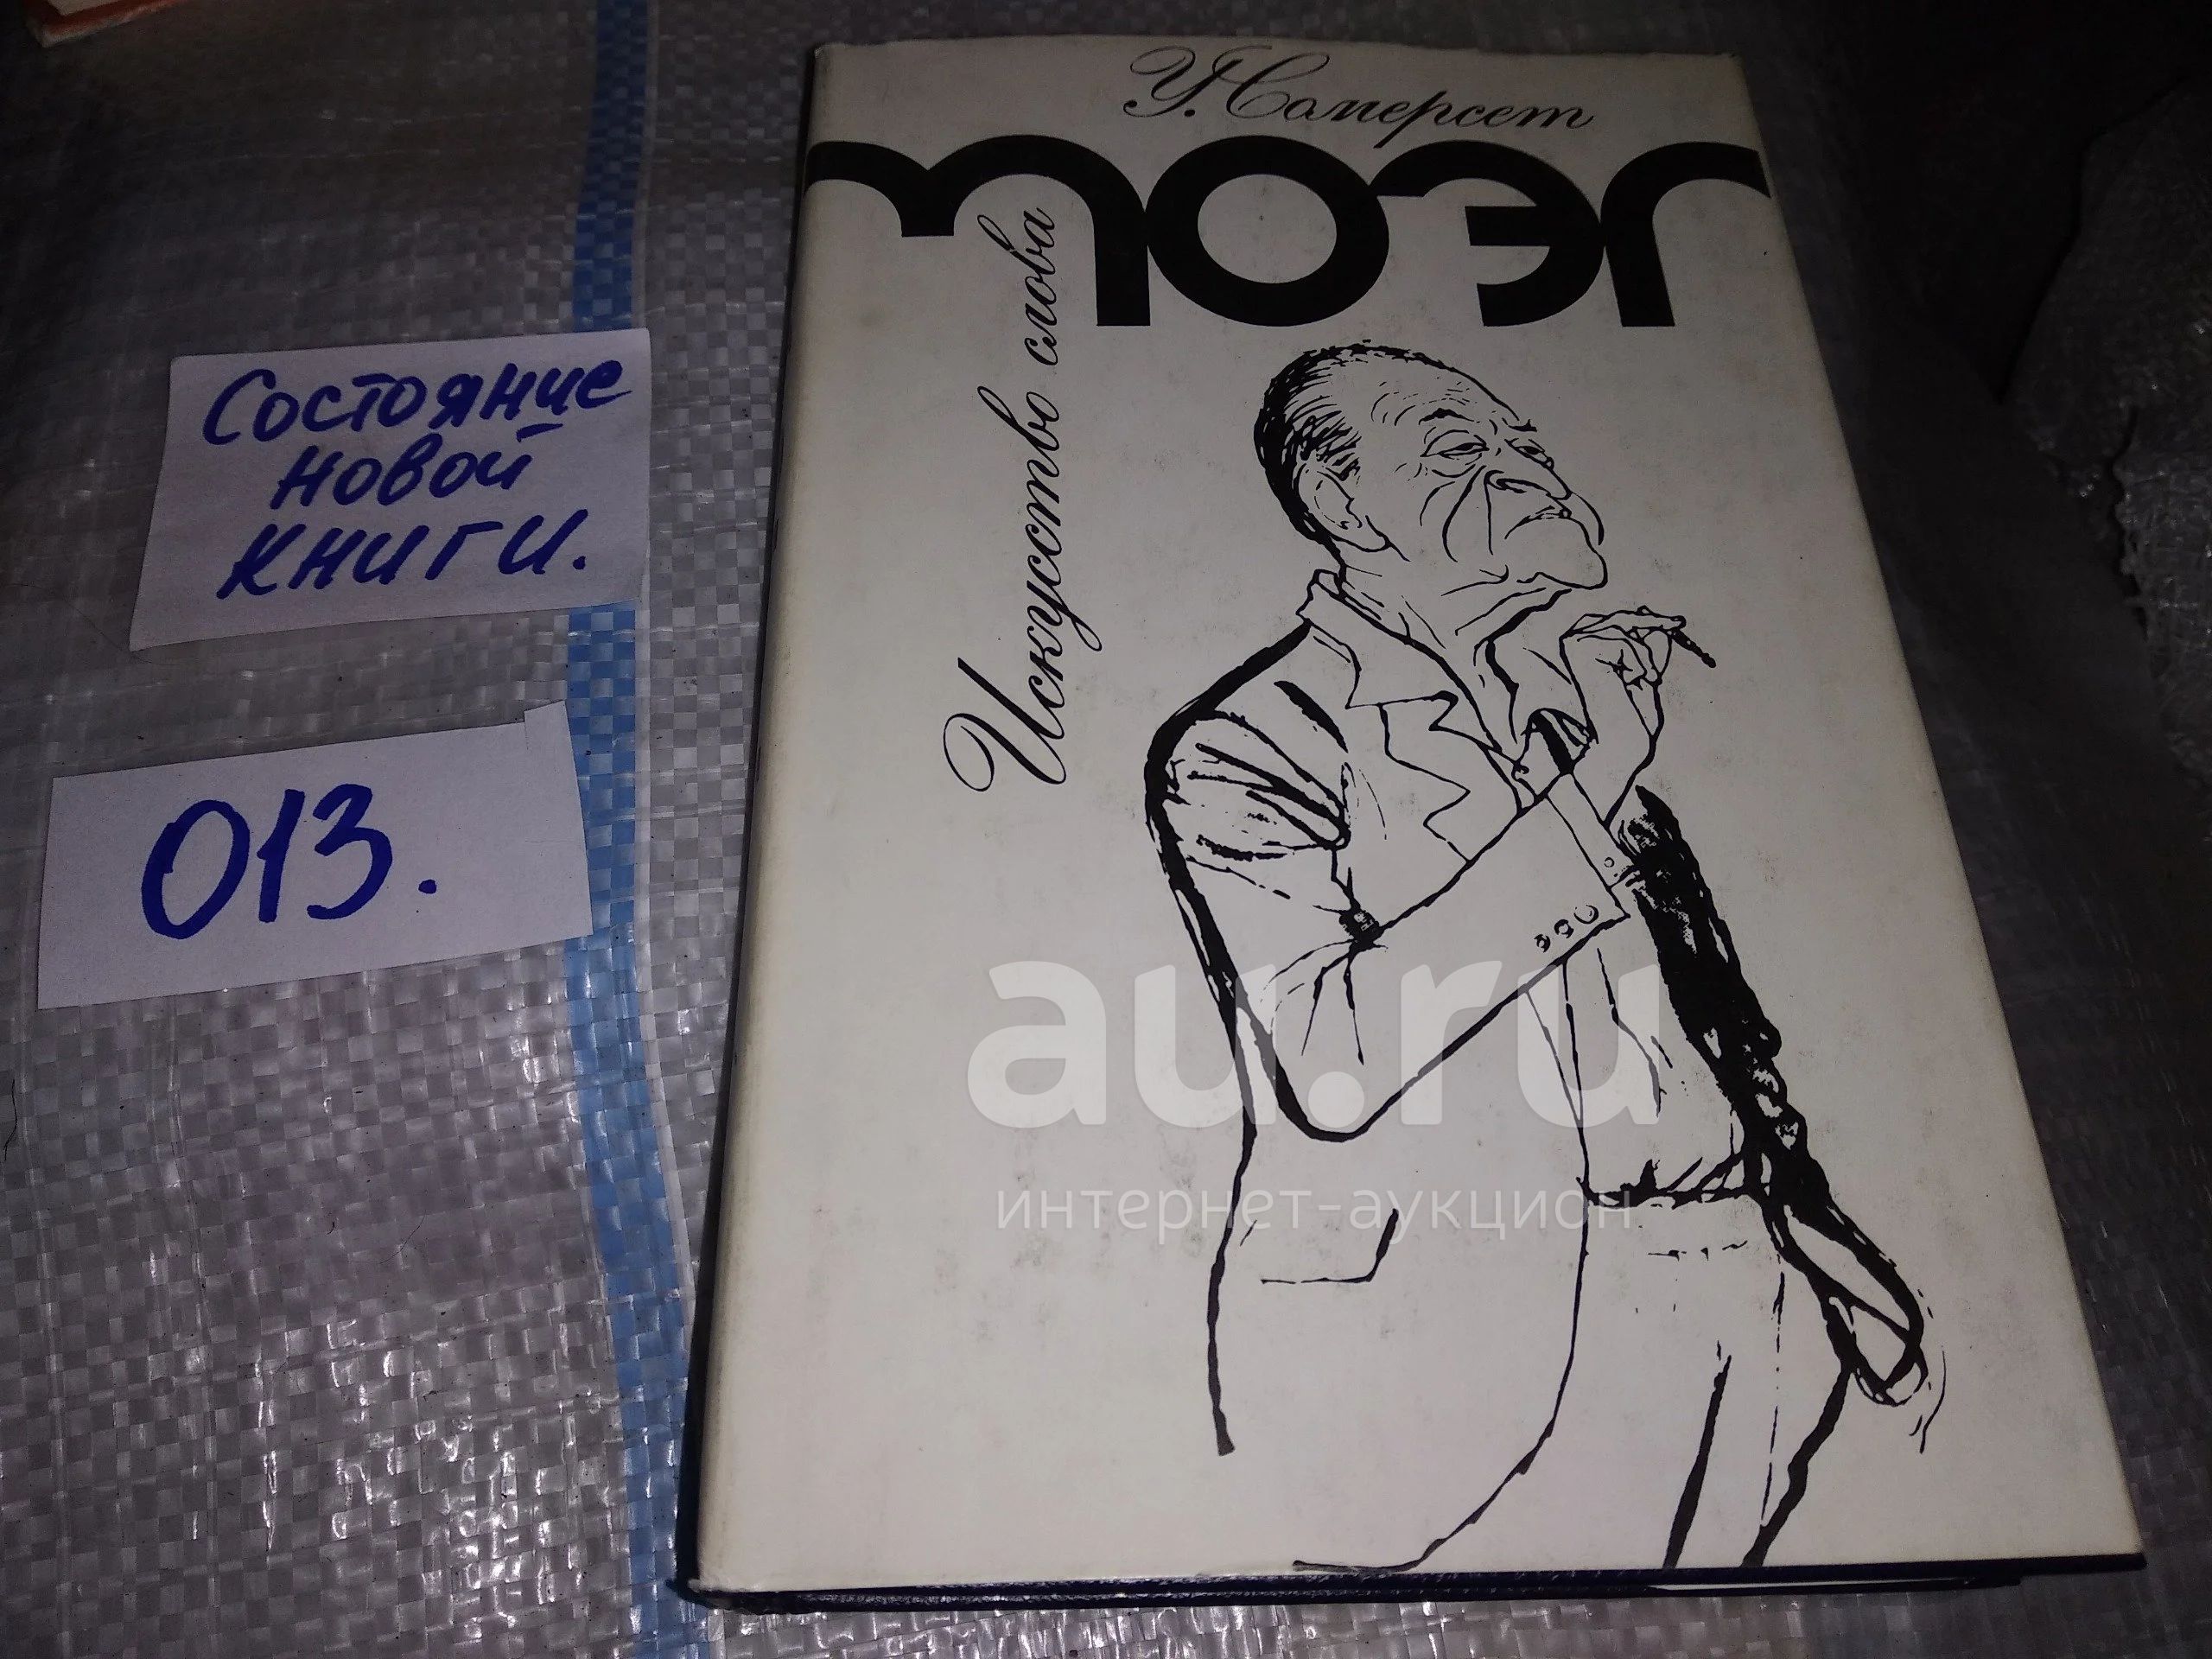 У. Сомерсет
моэм
Искусство слова
Состояние
новой
книги.
013.
au.ru
интернет-аукцион